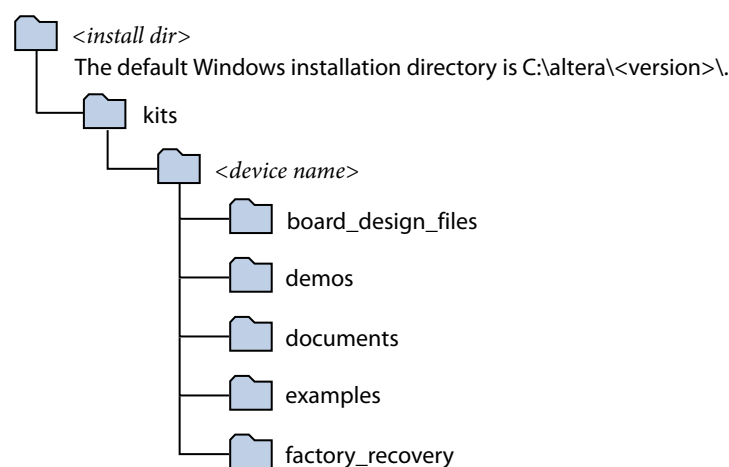 <install dir>
The default Windows installation directory is C:\altera\<version>\.
kits
<device name>
board_design_files
demos
documents
examples
factory_recovery